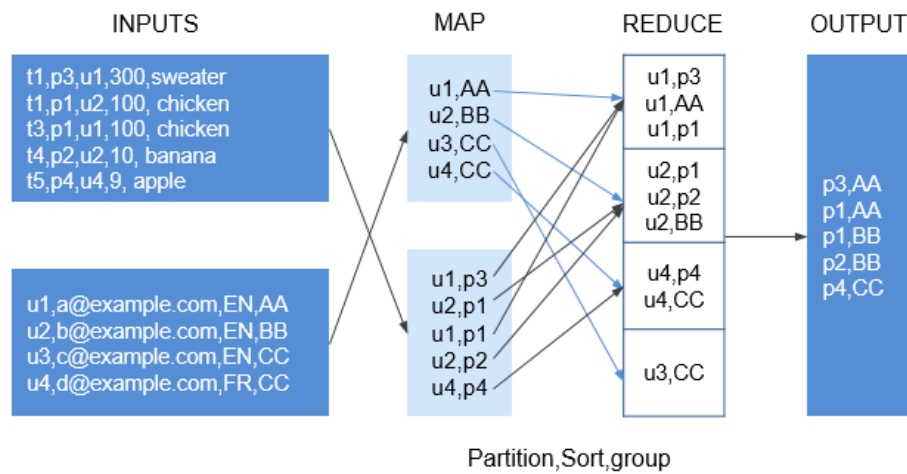 INPUTS
MAP
REDUCE
OUTPUT
t1,p3,u1,300,sweater
t1,p1,u2,100, chicken
t3,p1,u1,100, chicken
t4,p2,u2,10, banana
t5,p4,u4,9, apple
u1,a@example.com,EN,AA
u2,b@example.com,EN,BB
u3,c@example.com,EN,CC
u4,d@example.com,FR,CC
u1,AA
u2,BB
u3,CC
u4,CC
u1,p3
u2,p1
u1,p1
u2,p2
u4,p4
u1,p3
u1,AA
u1,p1
u2,p1
u2,p2
u2,BB
u4,p4
u4,CC
u3,CC
p3,AA
p1,AA
p1,BB
p2,BB
p4,CC
Partition,Sort,group